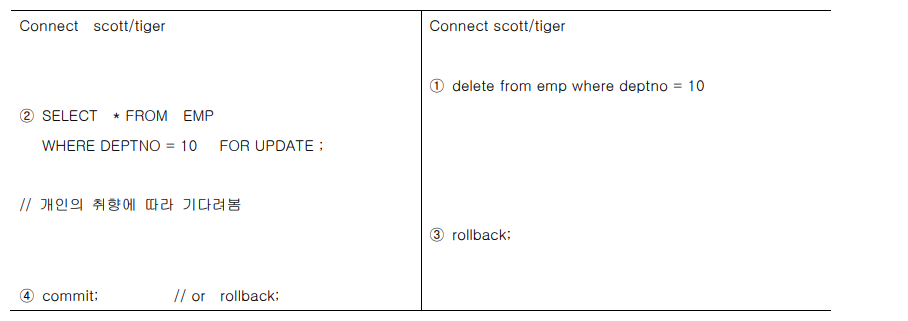 Connect scott/tiger
② SELECT * FROM EMP
WHERE DEPTNO = 10 FOR UPDATE ;
// 개인의 취향에 따라 기다려봄
④ commit; // or rollback;
Connect scott/tiger
① delete from emp where deptno = 10
③ rollback;